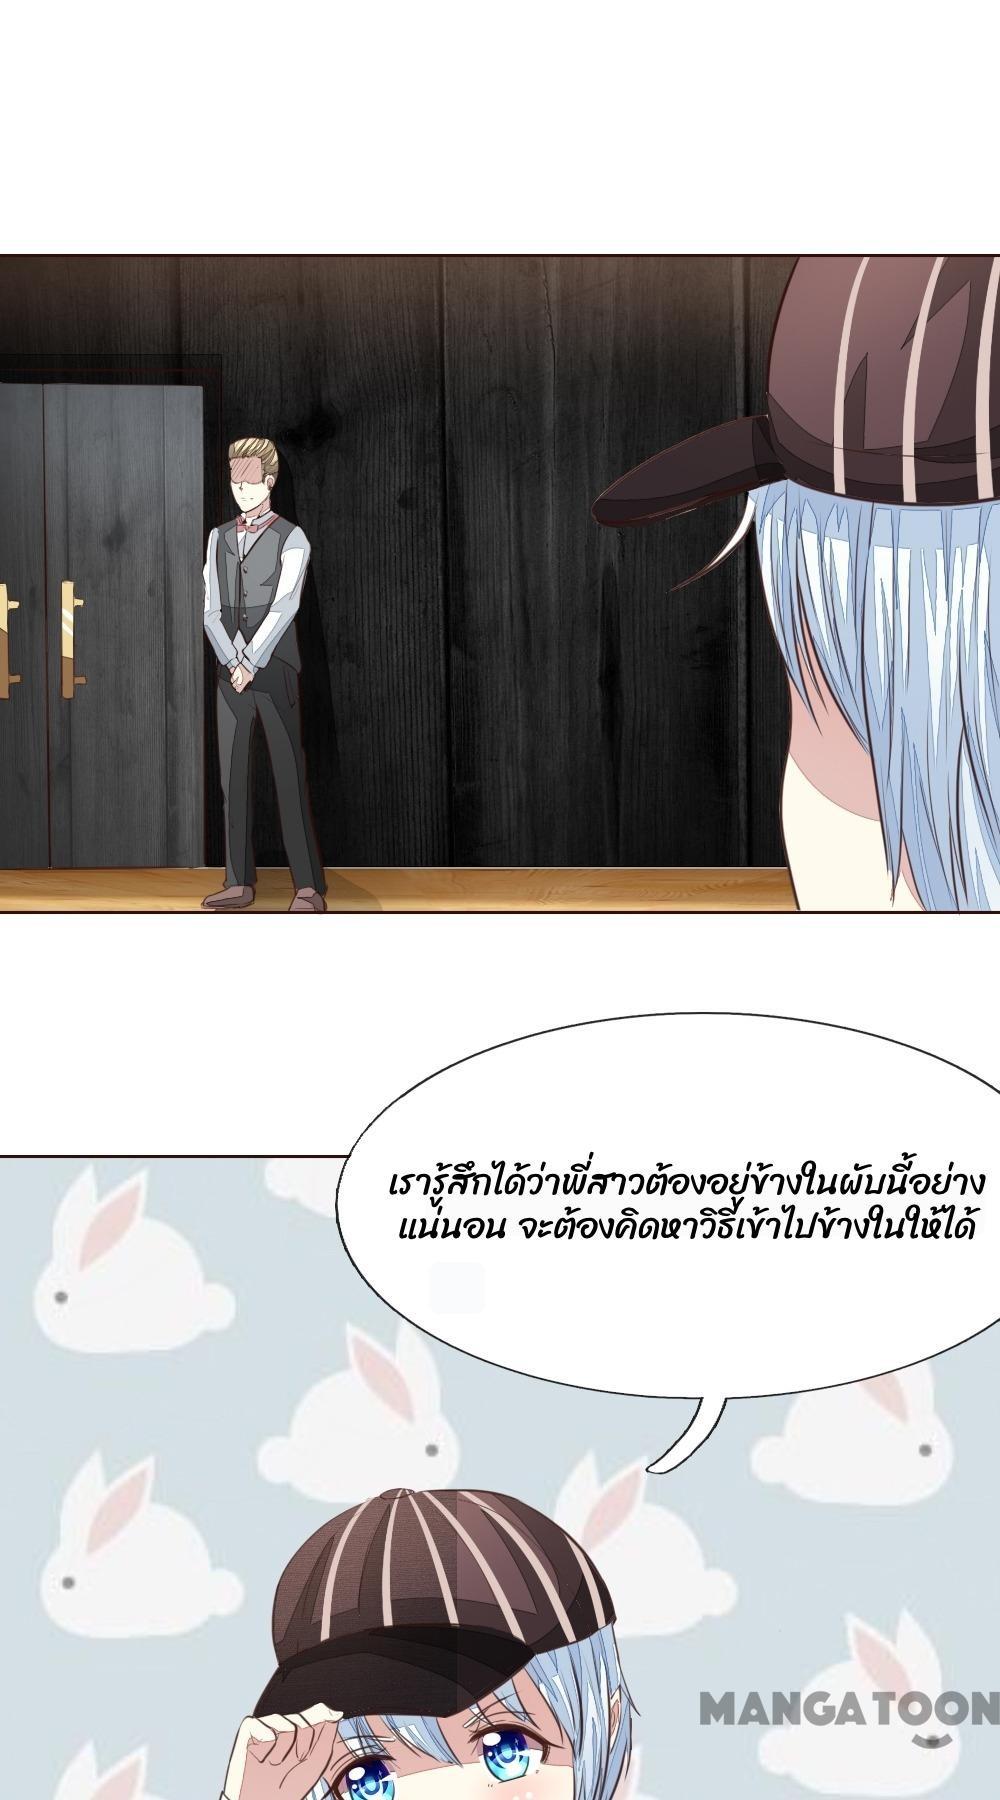 เรารู้สึกได้ว่าพี่สาวต้องอยู่ข้างในผับนี้อย่าง
แน่นอน จะต้องคิดหาวิธีเข้าไปข้างในให้ได้
MANGATOON